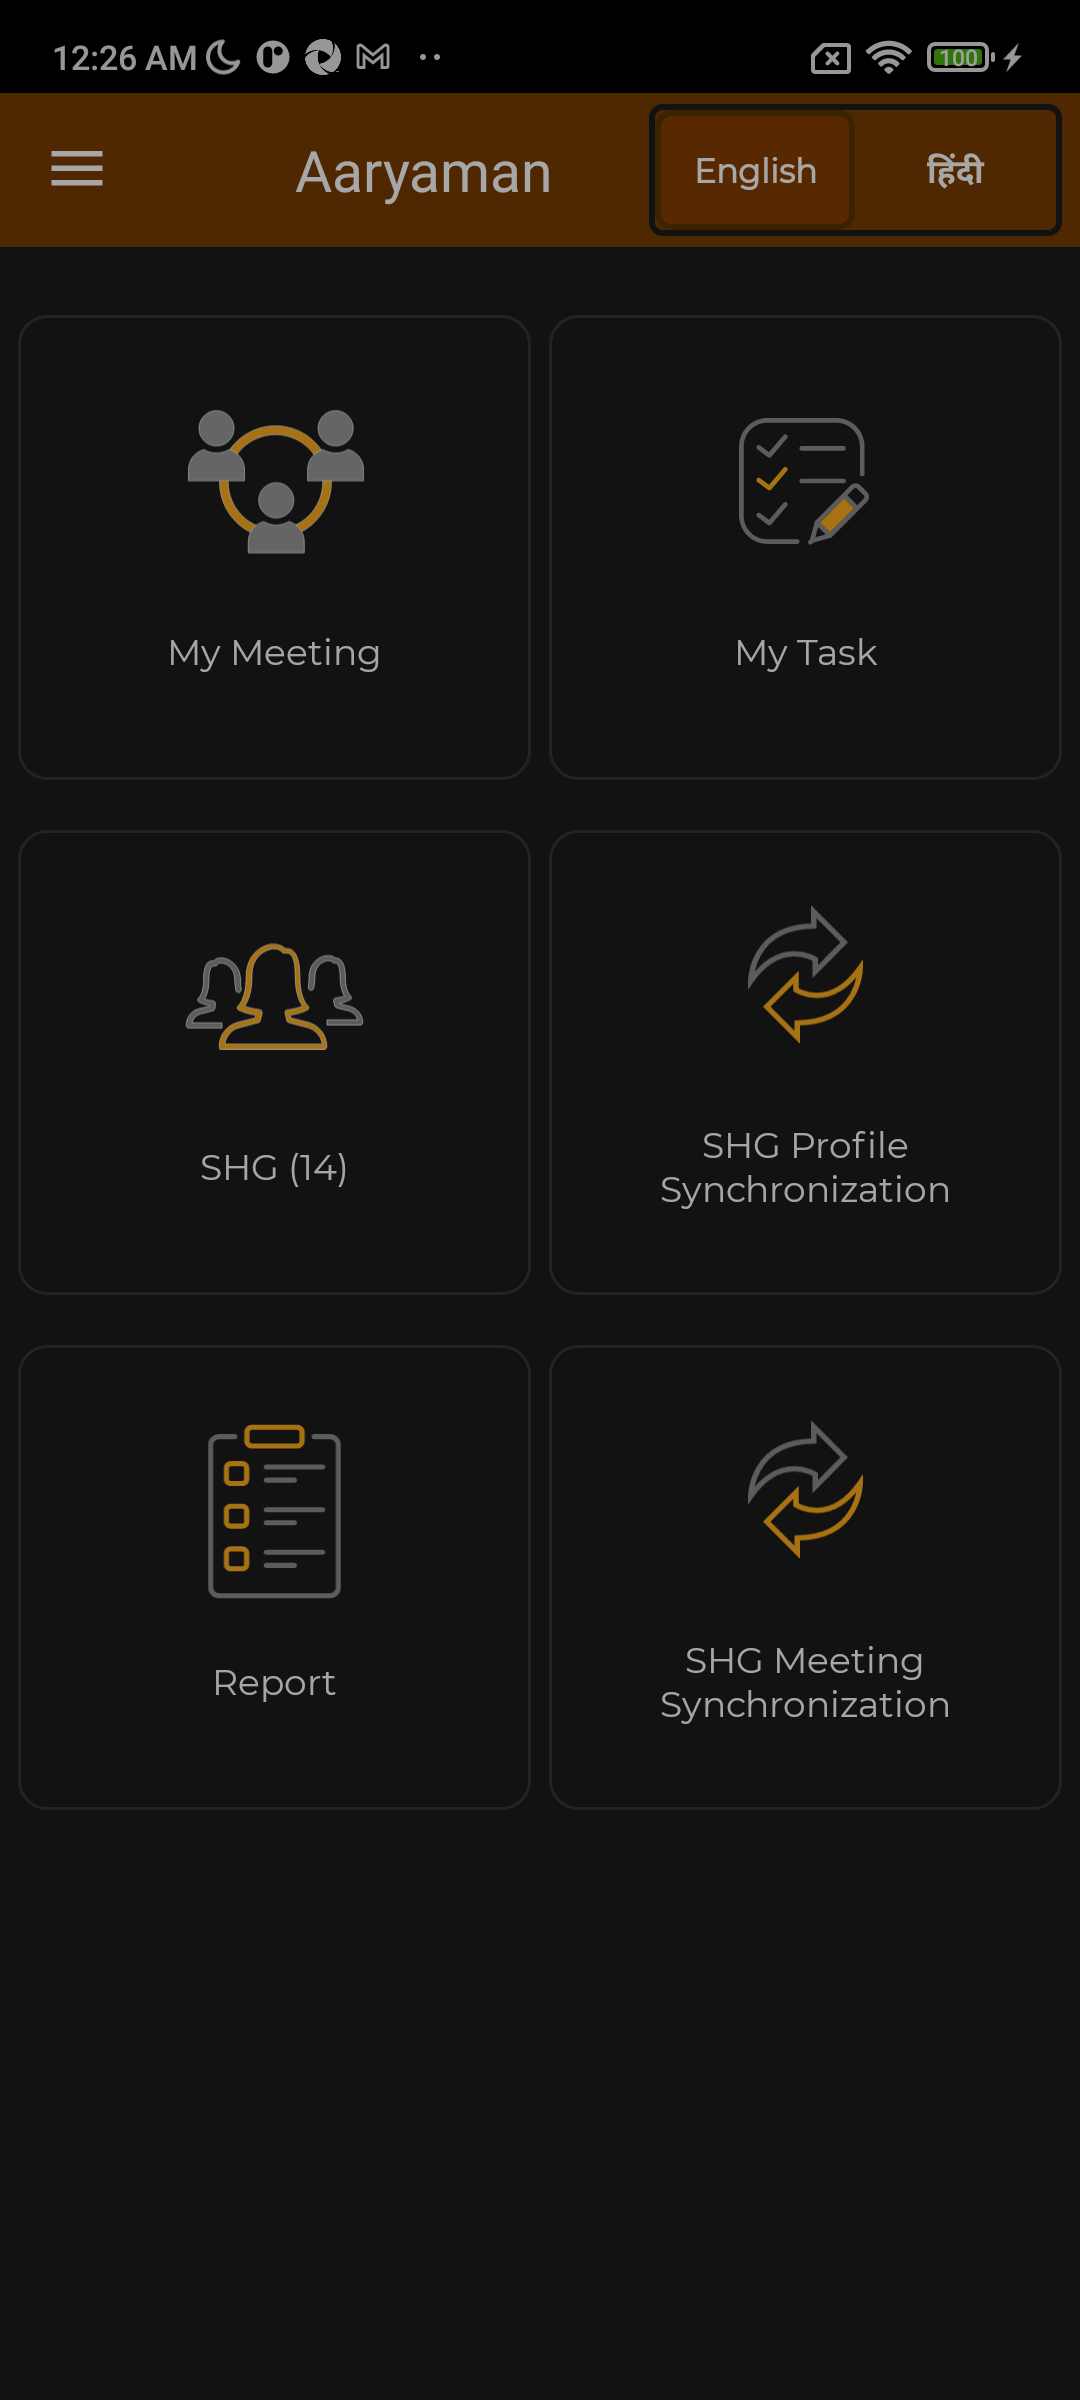 12:26 AM
100
Aaryaman
English
हिंदी
My Meeting
My Task
SHG (14)
SHG Profile
Synchronization
Report
SHG Meeting
Synchronization